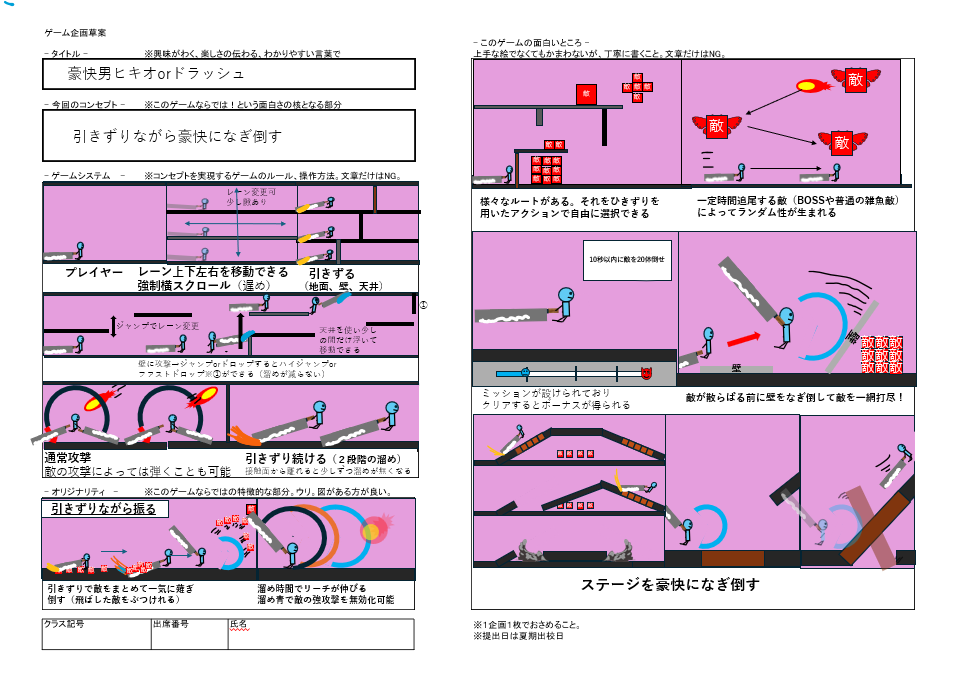 ゲーム企画草案
- タイトル -　※興味がわく、楽しさの伝わる、わかりやすい言葉で
豪快男ヒキオorドラッシュ
- 今回のコンセプト -　※このゲームならでは！という面白さの核となる部分
引きずりながら豪快になぎ倒す
- ゲームシステム -　※コンセプトを実現するゲームのルール、操作方法。文章だけはNG。
レーン変更可
少し敵あり
プレイヤー
レーン上下左右を移動できる
強制横スクロール（遅め）
引きずる
（地面、壁、天井）
①
ジャンプでレーン変更
天井を使い少し
の間だけ浮いて
移動できる
壁に攻撃→ジャンプorドロップするとハイジャンプor
ファストドロップ※①ができる（溜めが減らない）
通常攻撃
敵の攻撃によっては弾くことも可能
引きずり続ける（２段階の溜め）
接触面から離れると少しずつ溜めが無くなる
- オリジナリティ -　※このゲームならではの特徴的な部分。ウリ。図がある方が良い。
引きずりながら振る
敵
引きずりで敵をまとめて一気に薙ぎ
倒す（飛ばした敵をぶつけれる）
溜め時間でリーチが伸びる
溜め青で敵の強攻撃を無効化可能
クラス記号
出席番号
氏名
- このゲームの面白いところ -
上手な絵でなくてもかまわないが、丁寧に書くこと。文章だけはNG。
敵
敵
敵 敵 敵
敵
敵 敵
敵 敵 敵
敵 敵 敵
敵 敵 敵
敵
敵
敵
様々なルートがある。それをひきずりを
用いたアクションで自由に選択できる
一定時間追尾する敵（BOSSや普通の雑魚敵）
によってランダム性が生まれる
10秒以内に敵を20体倒せ
ミッションが設けられており
クリアするとボーナスが得られる
壁
敵敵敵
敵敵敵
敵敵敵
敵が散らばる前に壁をなぎ倒して敵を一網打尽！
敵 敵 敵 敵
敵 敵 敵 敵
ステージを豪快になぎ倒す
※１企画１枚でおさめること。
※提出日は夏期出校日